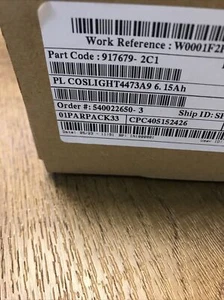 Work Reference : W0001F2
Part Code : 917679- 2C1
PL COSLIGHT4473A9 6.15Ah
Order #: 540022650- 3
Ship ID:
01PARPACK33
CPC405152426